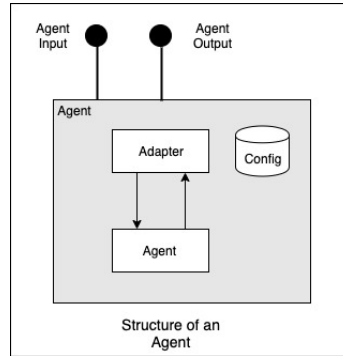 Agent
Input
Agent
Output
Agent
Adapter
Config
Agent
Structure of an
Agent